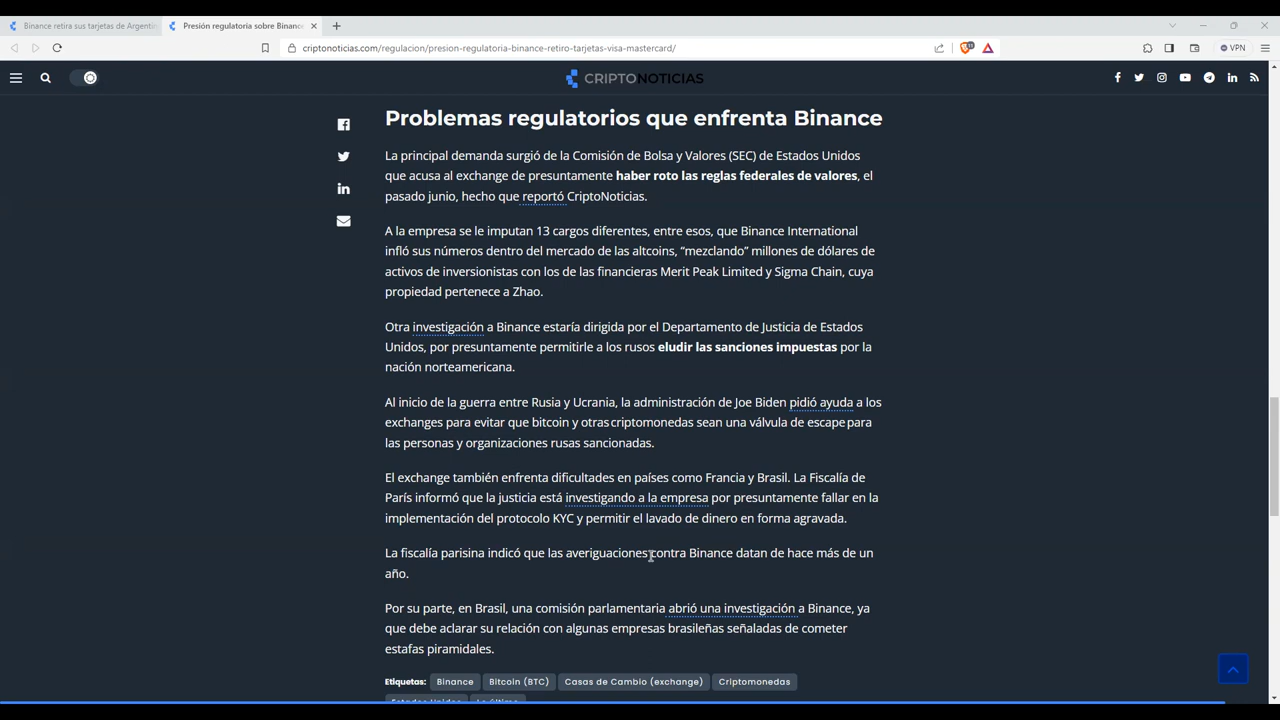 Binance retira sus tarjetas de Argentin
Presión regulatoria sobre Binance
criptonoticias.com/regulacion/presion-regulatoria-binance-retiro-tarjetas-visa-mastercard/
VPN
CRIPTONOTICIAS
Problemas regulatorios que enfrenta Binance
La principal demanda surgió de la Comisión de Bolsa y Valores (SEC) de Estados Unidos
que acusa al exchange de presuntamente haber roto las reglas federales de valores, el
pasado junio, hecho que reportó CriptoNoticias.
A la empresa se le imputan 13 cargos diferentes, entre esos, que Binance International
infló sus números dentro del mercado de las altcoins, “mezclando” millones de dólares de
activos de inversionistas con los de las financieras Merit Peak Limited y Sigma Chain, cuya
propiedad pertenece a Zhao.
Otra investigación a Binance estaría dirigida por el Departamento de Justicia de Estados
Unidos, por presuntamente permitirle a los rusos eludir las sanciones impuestas por la
nación norteamericana.
Al inicio de la guerra entre Rusia y Ucrania, la administración de Joe Biden pidió ayuda a los
exchanges para evitar que bitcoin y otras criptomonedas sean una válvula de escape para
las personas y organizaciones rusas sancionadas.
El exchange también enfrenta dificultades en países como Francia y Brasil. La Fiscalía de
París informó que la justicia está investigando a la empresa por presuntamente fallar en la
implementación del protocolo KYC y permitir el lavado de dinero en forma agravada.
La fiscalía parisina indicó que las averiguaciones contra Binance datan de hace más de un
año.
Por su parte, en Brasil, una comisión parlamentaria abrió una investigación a Binance, ya
que debe aclarar su relación con algunas empresas brasileñas señaladas de cometer
estafas piramidales.
Etiquetas: Binance Bitcoin (BTC) Casas de Cambio (exchange) Criptomonedas
Estados Unidos Lo último